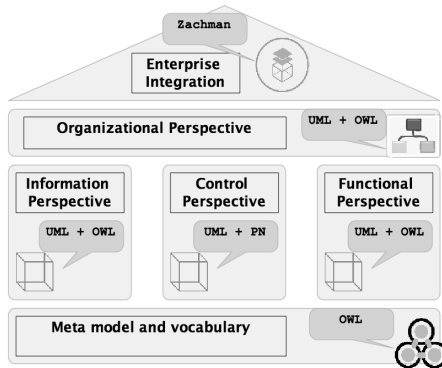 Zachman
Enterprise
Integration
Organizational Perspective
UML + OWL
Information
Perspective
UML + OWL
Control
Perspective
UML + PN
Functional
Perspective
UML + OWL
Meta model and vocabulary
OWL